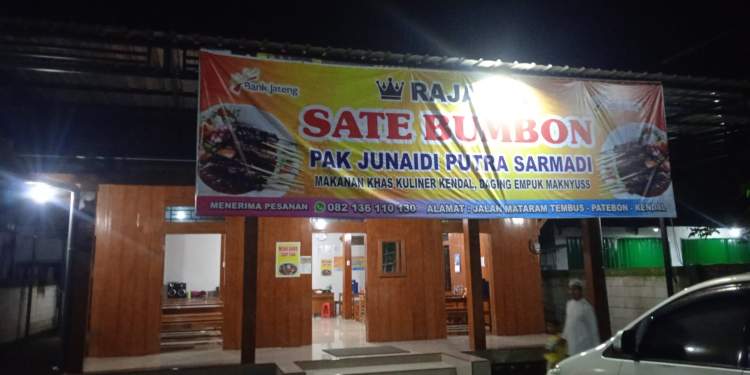 Bank Jateng
RAJA
SATE BUMBON
PAK JUNAIDI PUTRA SARMADI
MAKANAN KHAS KULINER KENDAL, DAGING EMPUK MAKNYUSS
MENERIMA PESANAN 082 136 110 130 ALAMAT : JALAN MATARAM TEMBUS - PATEBON - KENDAL